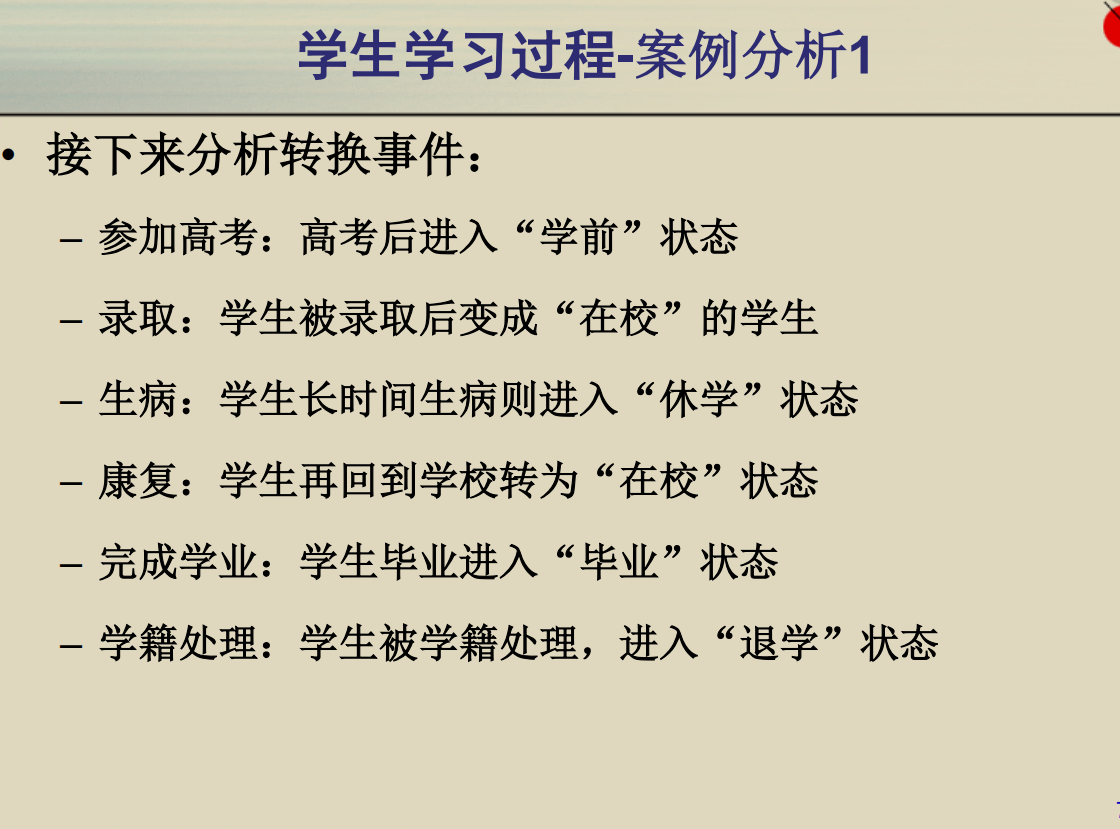 学生学习过程-案例分析1
• 接下来分析转换事件：
– 参加高考：高考后进入“学前”状态
– 录取：学生被录取后变成“在校”的学生
– 生病：学生长时间生病则进入“休学”状态
– 康复：学生再回到学校转为“在校”状态
– 完成学业：学生毕业进入“毕业”状态
– 学籍处理：学生被学籍处理，进入“退学”状态